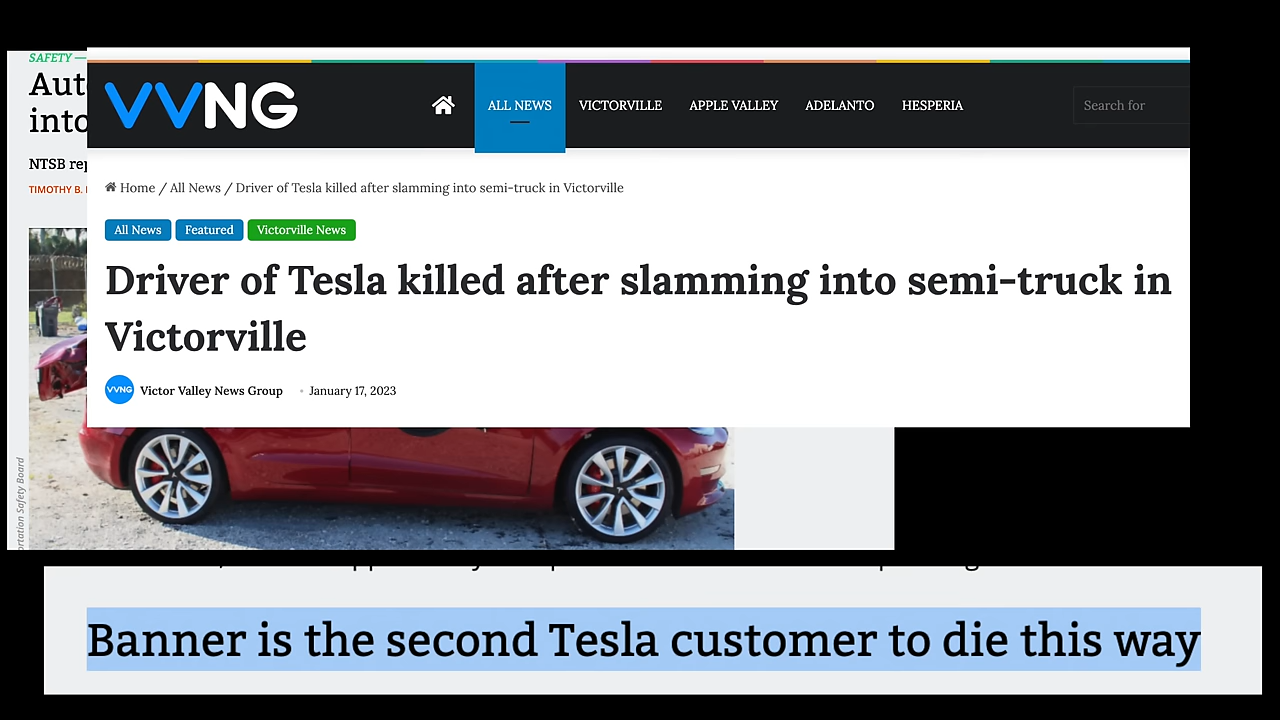 SAFETY —
Aut
into
NTSB rep
TIMOTHY B.
VVNG
ALL NEWS VICTORVILLE APPLE VALLEY ADELANTO HESPERIA
Search for
Home / All News / Driver of Tesla killed after slamming into semi-truck in Victorville
All News Featured Victorville News
Driver of Tesla killed after slamming into semi-truck in
Victorville
VVNG Victor Valley News Group • January 17, 2023
ortation Safety Board
Banner is the second Tesla customer to die this way